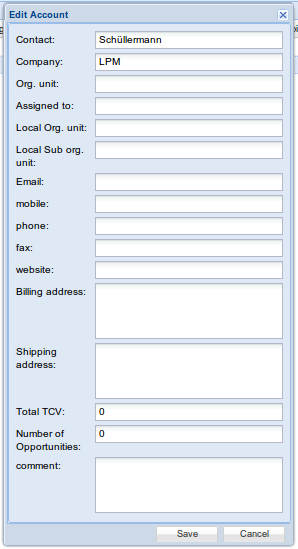 Edit Account
Contact: Schüllermann
Company: LPM
Org. unit:
Assigned to:
Local Org. unit:
Local Sub org.
unit:
Email:
mobile:
phone:
fax:
website:
Billing address:
Shipping
address:
Total TCV: 0
Number of 0
Opportunities:
comment:
Save Cancel